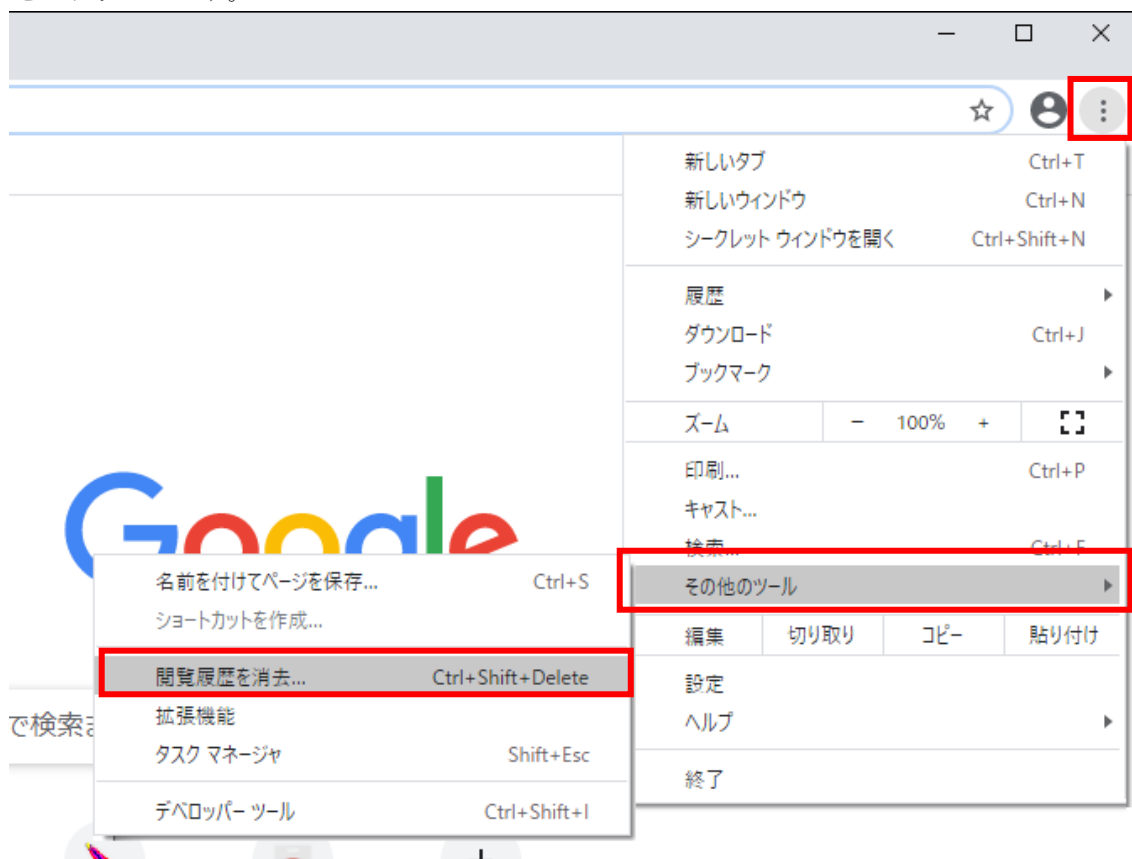 新しいタブ Ctrl+T
新しいウィンドウ Ctrl+N
シークレット ウィンドウを開く Ctrl+Shift+N
履歴
ダウンロード Ctrl+J
ブックマーク
ズーム - 100% +
印刷... Ctrl+P
キャスト...
検索... Ctrl+F
その他のツール
編集 切り取り コピー 貼り付け
設定
ヘルプ
終了
Google
名前を付けてページを保存... Ctrl+S
ショートカットを作成...
閲覧履歴を消去... Ctrl+Shift+Delete
拡張機能
タスク マネージャ Shift+Esc
デベロッパー ツール Ctrl+Shift+I
で検索